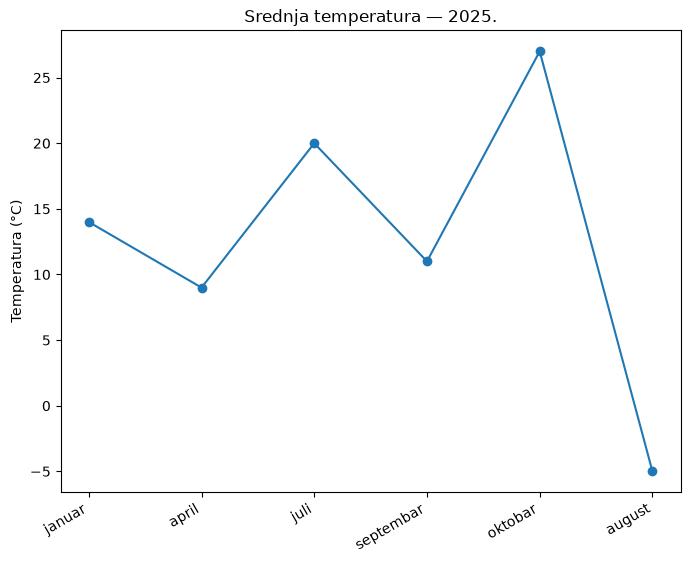 Srednja temperatura — 2025.
Temperatura (°C)
25
20
15
10
5
0
−5
januar
april
juli
septembar
oktobar
august